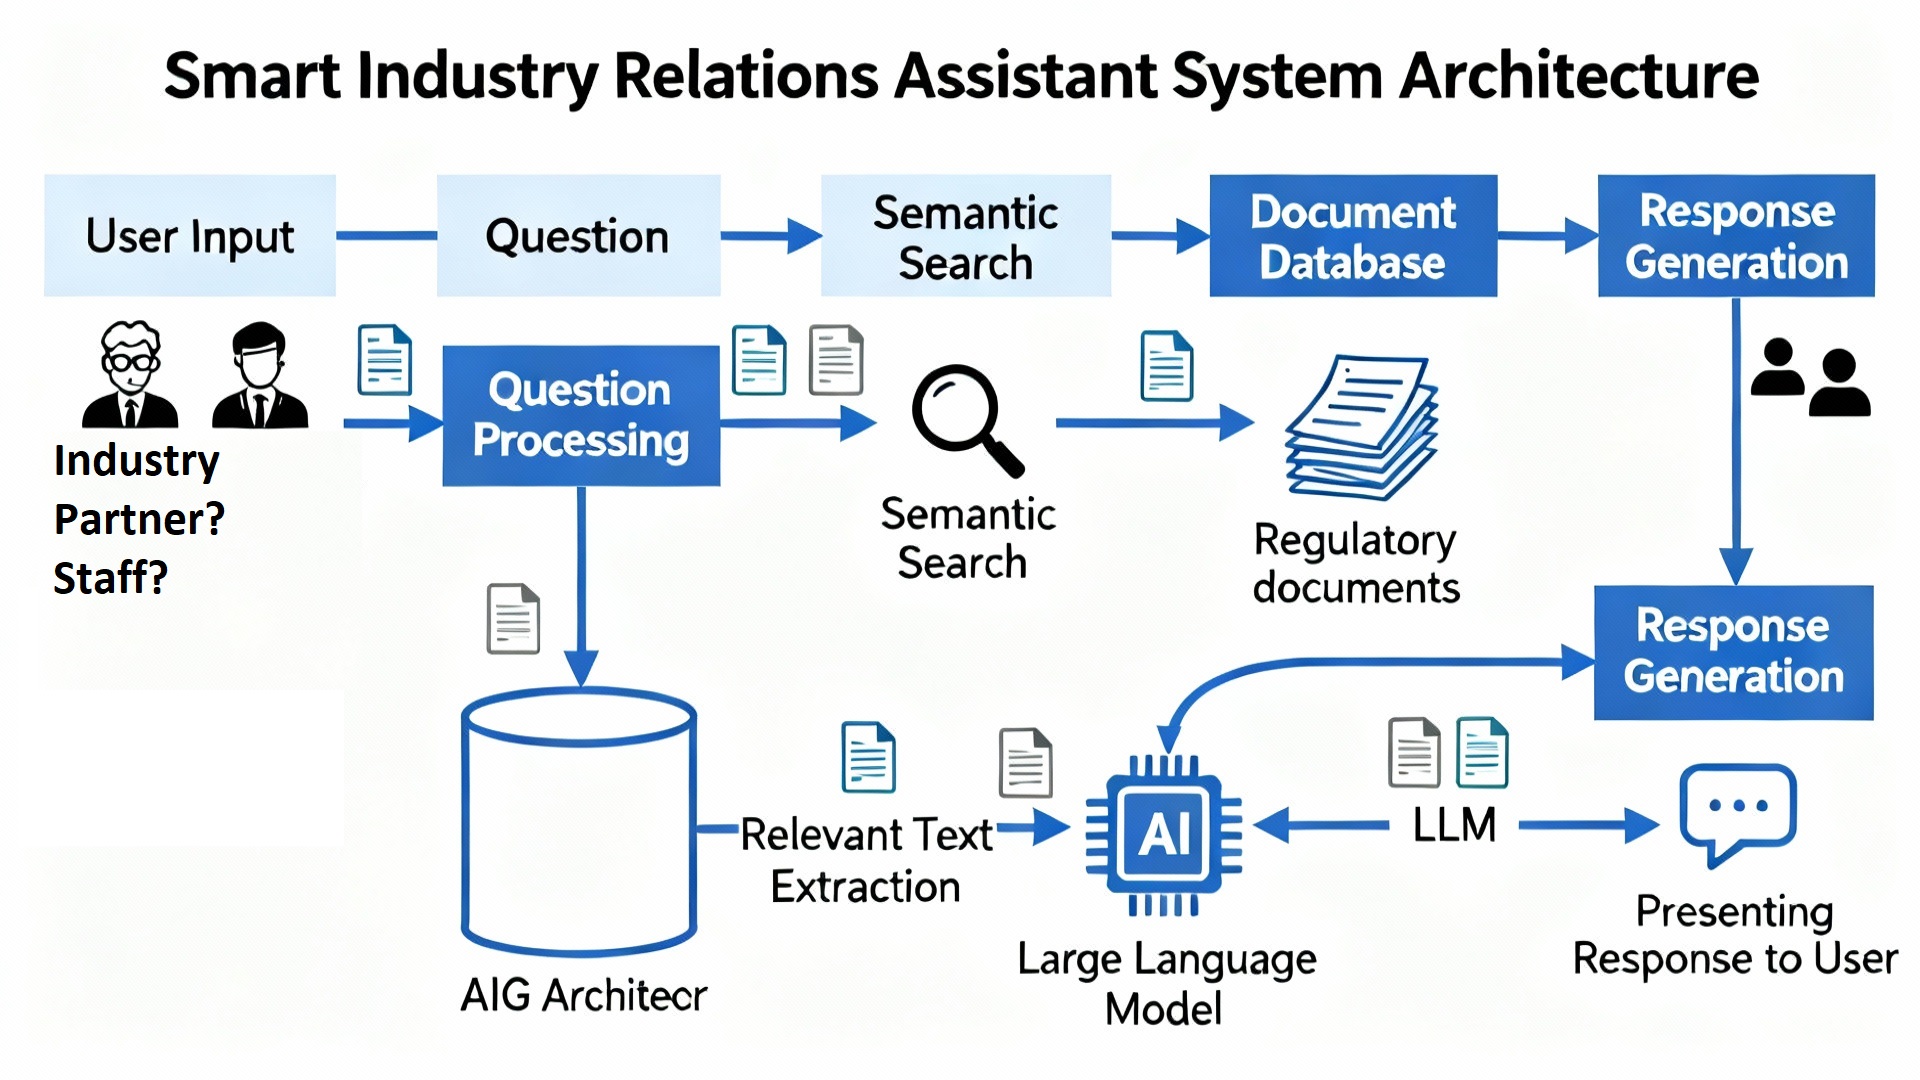 Smart Industry Relations Assistant System Architecture
User Input
Question
Semantic
Search
Document
Database
Response
Generation
Industry
Partner?
Staff?
Question
Processing
Semantic
Search
Regulatory
documents
Response
Generation
Relevant Text
Extraction
AI
LLM
AIG Architecr
Large Language
Model
Presenting
Response to User